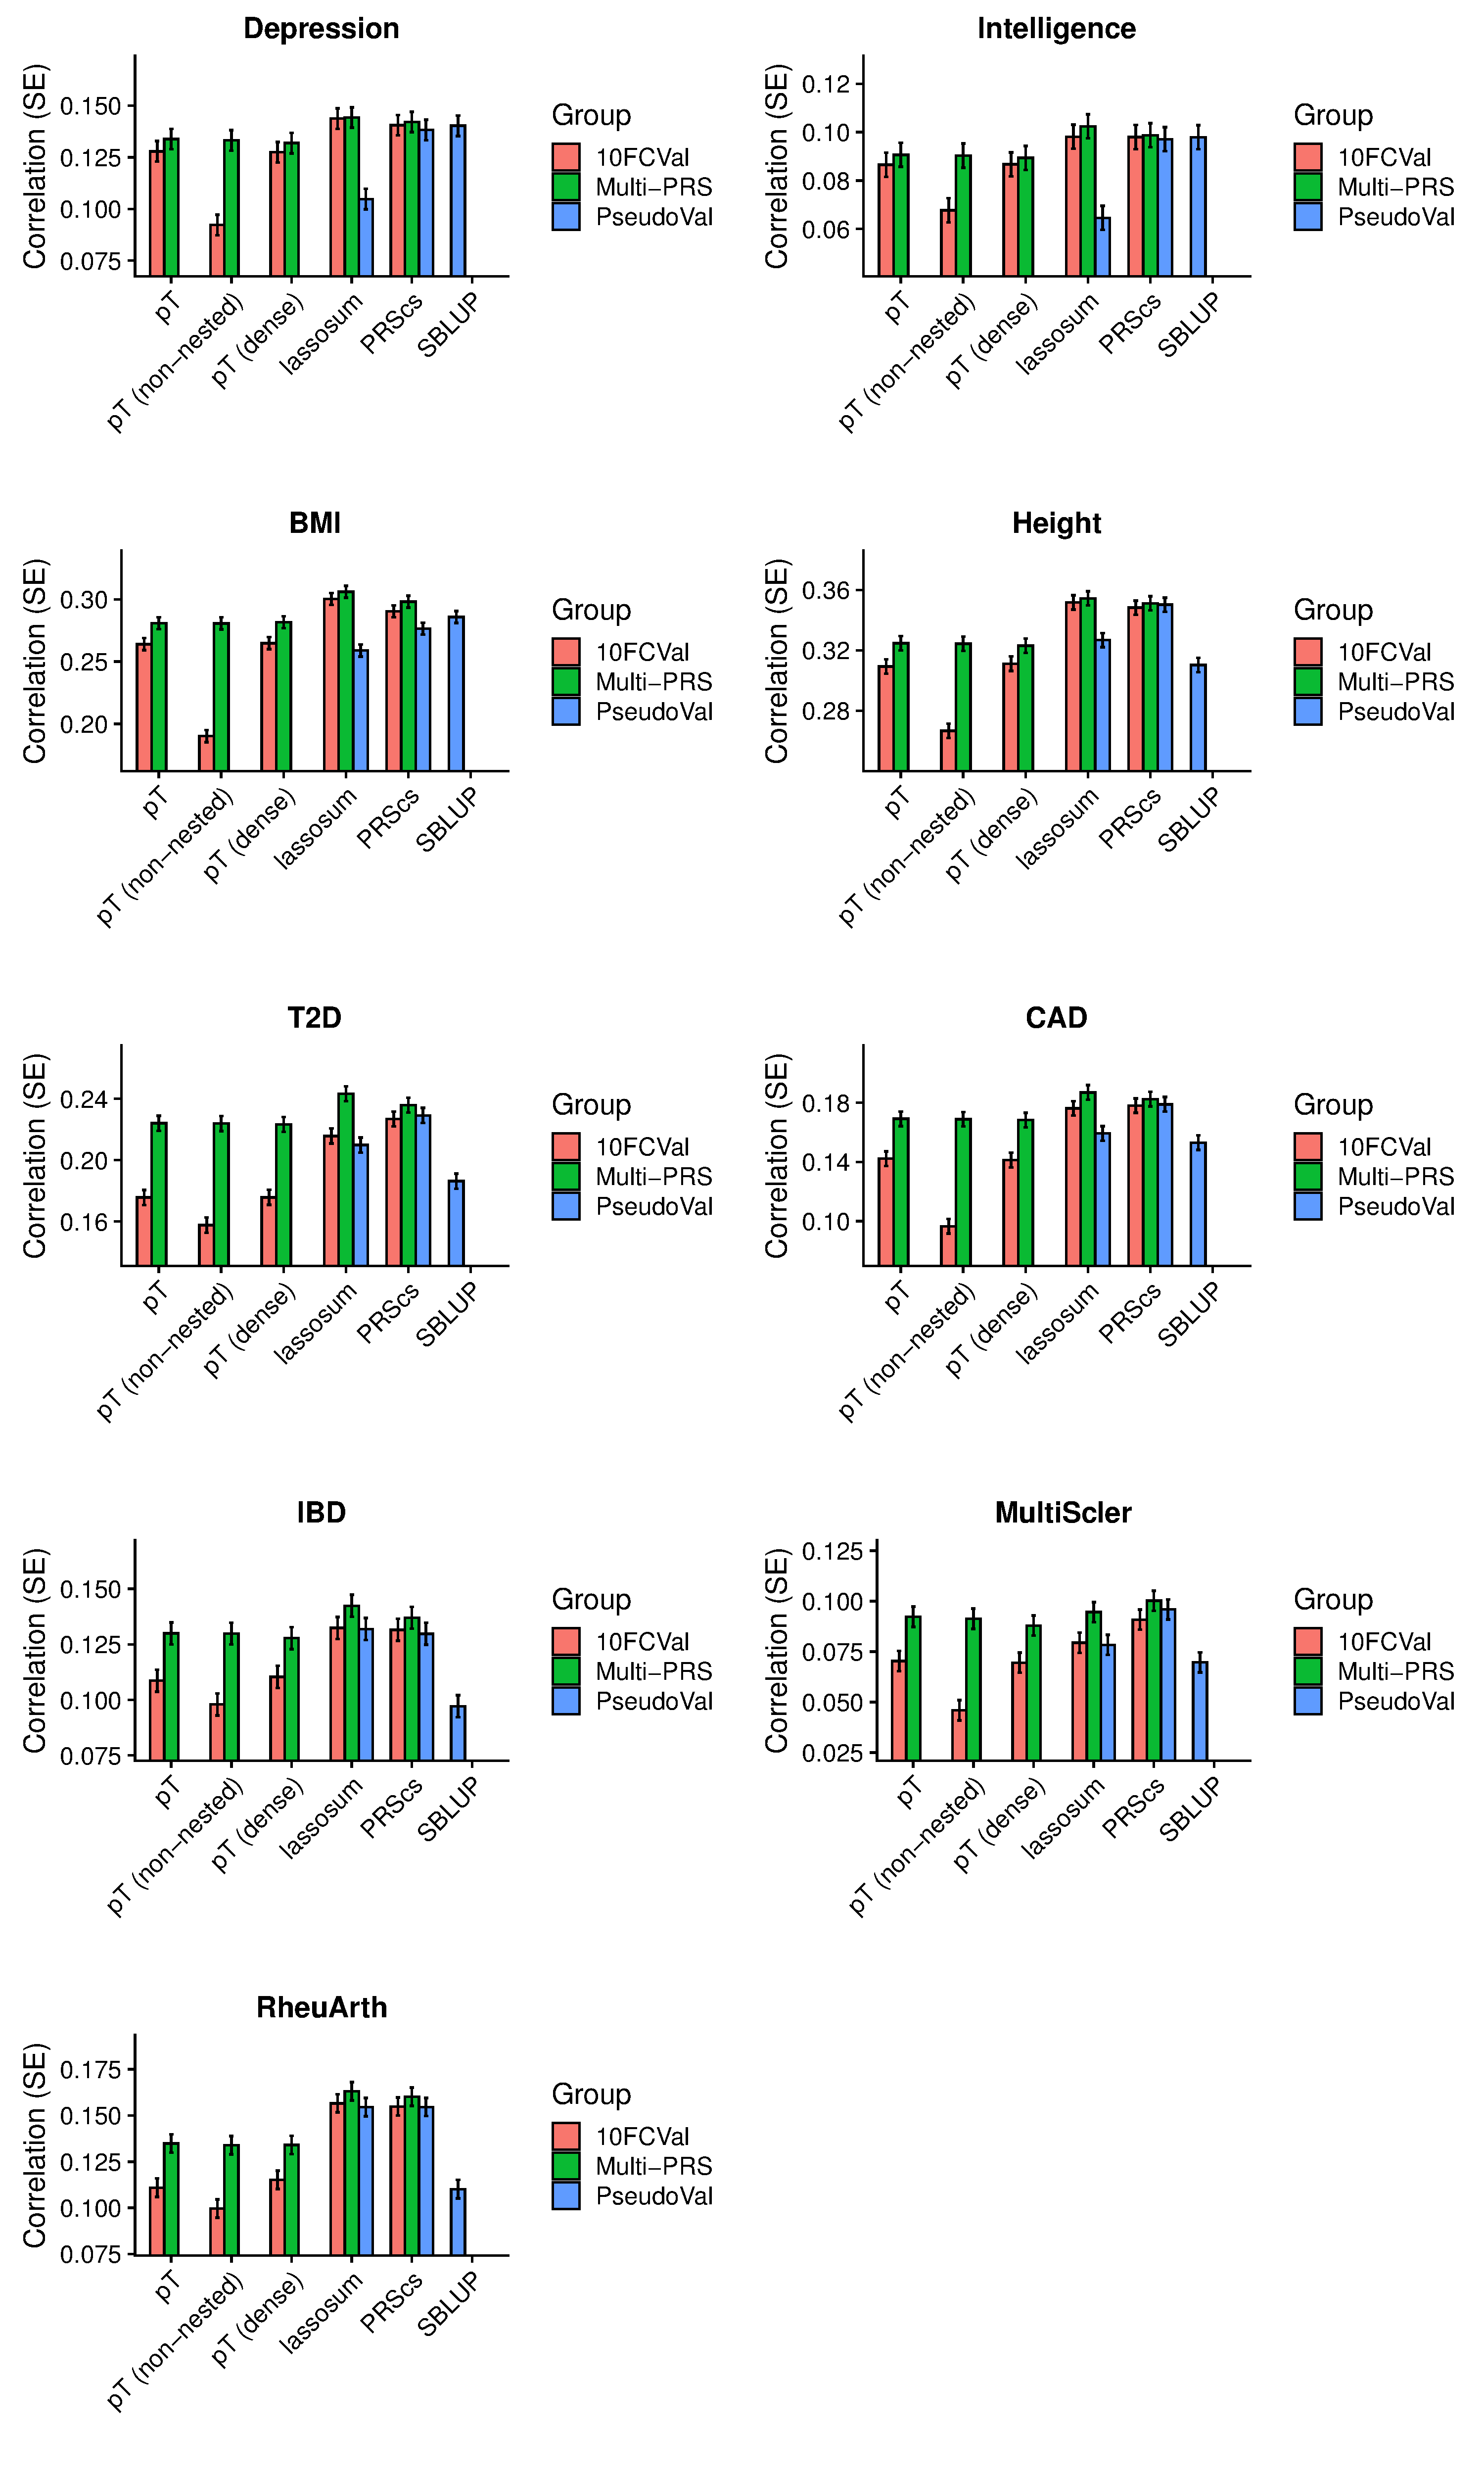 Depression
Correlation (SE)
0.150
0.125
0.100
0.075
pT
pT (non−nested)
pT (dense)
lassosum
PRScs
SBLUP
Group
10FCVal
Multi−PRS
PseudoVal
Intelligence
Correlation (SE)
0.12
0.10
0.08
0.06
pT
pT (non−nested)
pT (dense)
lassosum
PRScs
SBLUP
Group
10FCVal
Multi−PRS
PseudoVal
BMI
Correlation (SE)
0.30
0.25
0.20
pT
pT (non−nested)
pT (dense)
lassosum
PRScs
SBLUP
Group
10FCVal
Multi−PRS
PseudoVal
Height
Correlation (SE)
0.36
0.32
0.28
pT
pT (non−nested)
pT (dense)
lassosum
PRScs
SBLUP
Group
10FCVal
Multi−PRS
PseudoVal
T2D
Correlation (SE)
0.24
0.20
0.16
pT
pT (non−nested)
pT (dense)
lassosum
PRScs
SBLUP
Group
10FCVal
Multi−PRS
PseudoVal
CAD
Correlation (SE)
0.18
0.14
0.10
pT
pT (non−nested)
pT (dense)
lassosum
PRScs
SBLUP
Group
10FCVal
Multi−PRS
PseudoVal
IBD
Correlation (SE)
0.150
0.125
0.100
0.075
pT
pT (non−nested)
pT (dense)
lassosum
PRScs
SBLUP
Group
10FCVal
Multi−PRS
PseudoVal
MultiScler
Correlation (SE)
0.125
0.100
0.075
0.050
0.025
pT
pT (non−nested)
pT (dense)
lassosum
PRScs
SBLUP
Group
10FCVal
Multi−PRS
PseudoVal
RheuArth
Correlation (SE)
0.175
0.150
0.125
0.100
0.075
pT
pT (non−nested)
pT (dense)
lassosum
PRScs
SBLUP
Group
10FCVal
Multi−PRS
PseudoVal